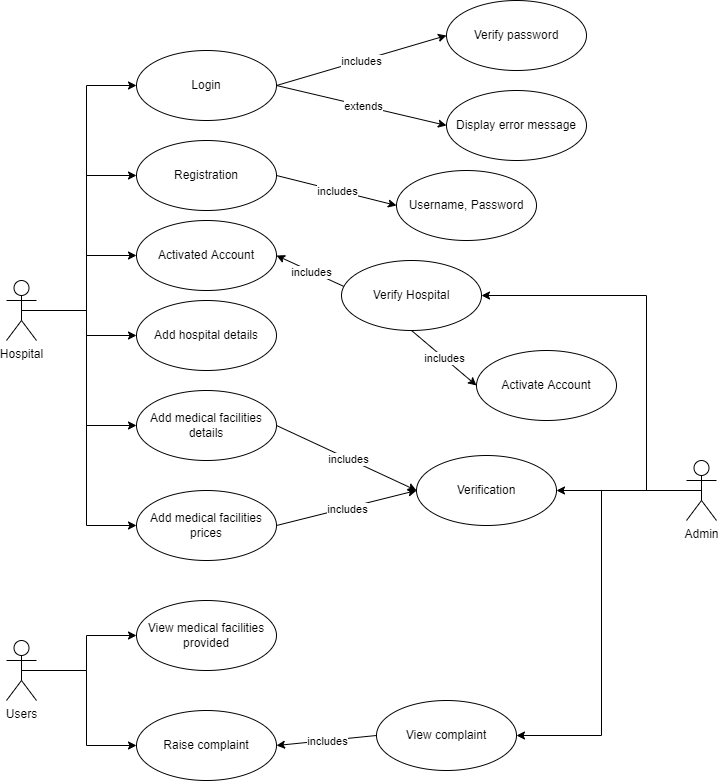 Verify password
includes
Login
extends
Display error message
Registration
includes
Username, Password
Activated Account
includes
Verify Hospital
Add hospital details
Hospital
includes
Activate Account
Add medical facilities
details
includes
Verification
includes
Add medical facilities
prices
Admin
View medical facilities
provided
Users
Raise complaint
includes
View complaint